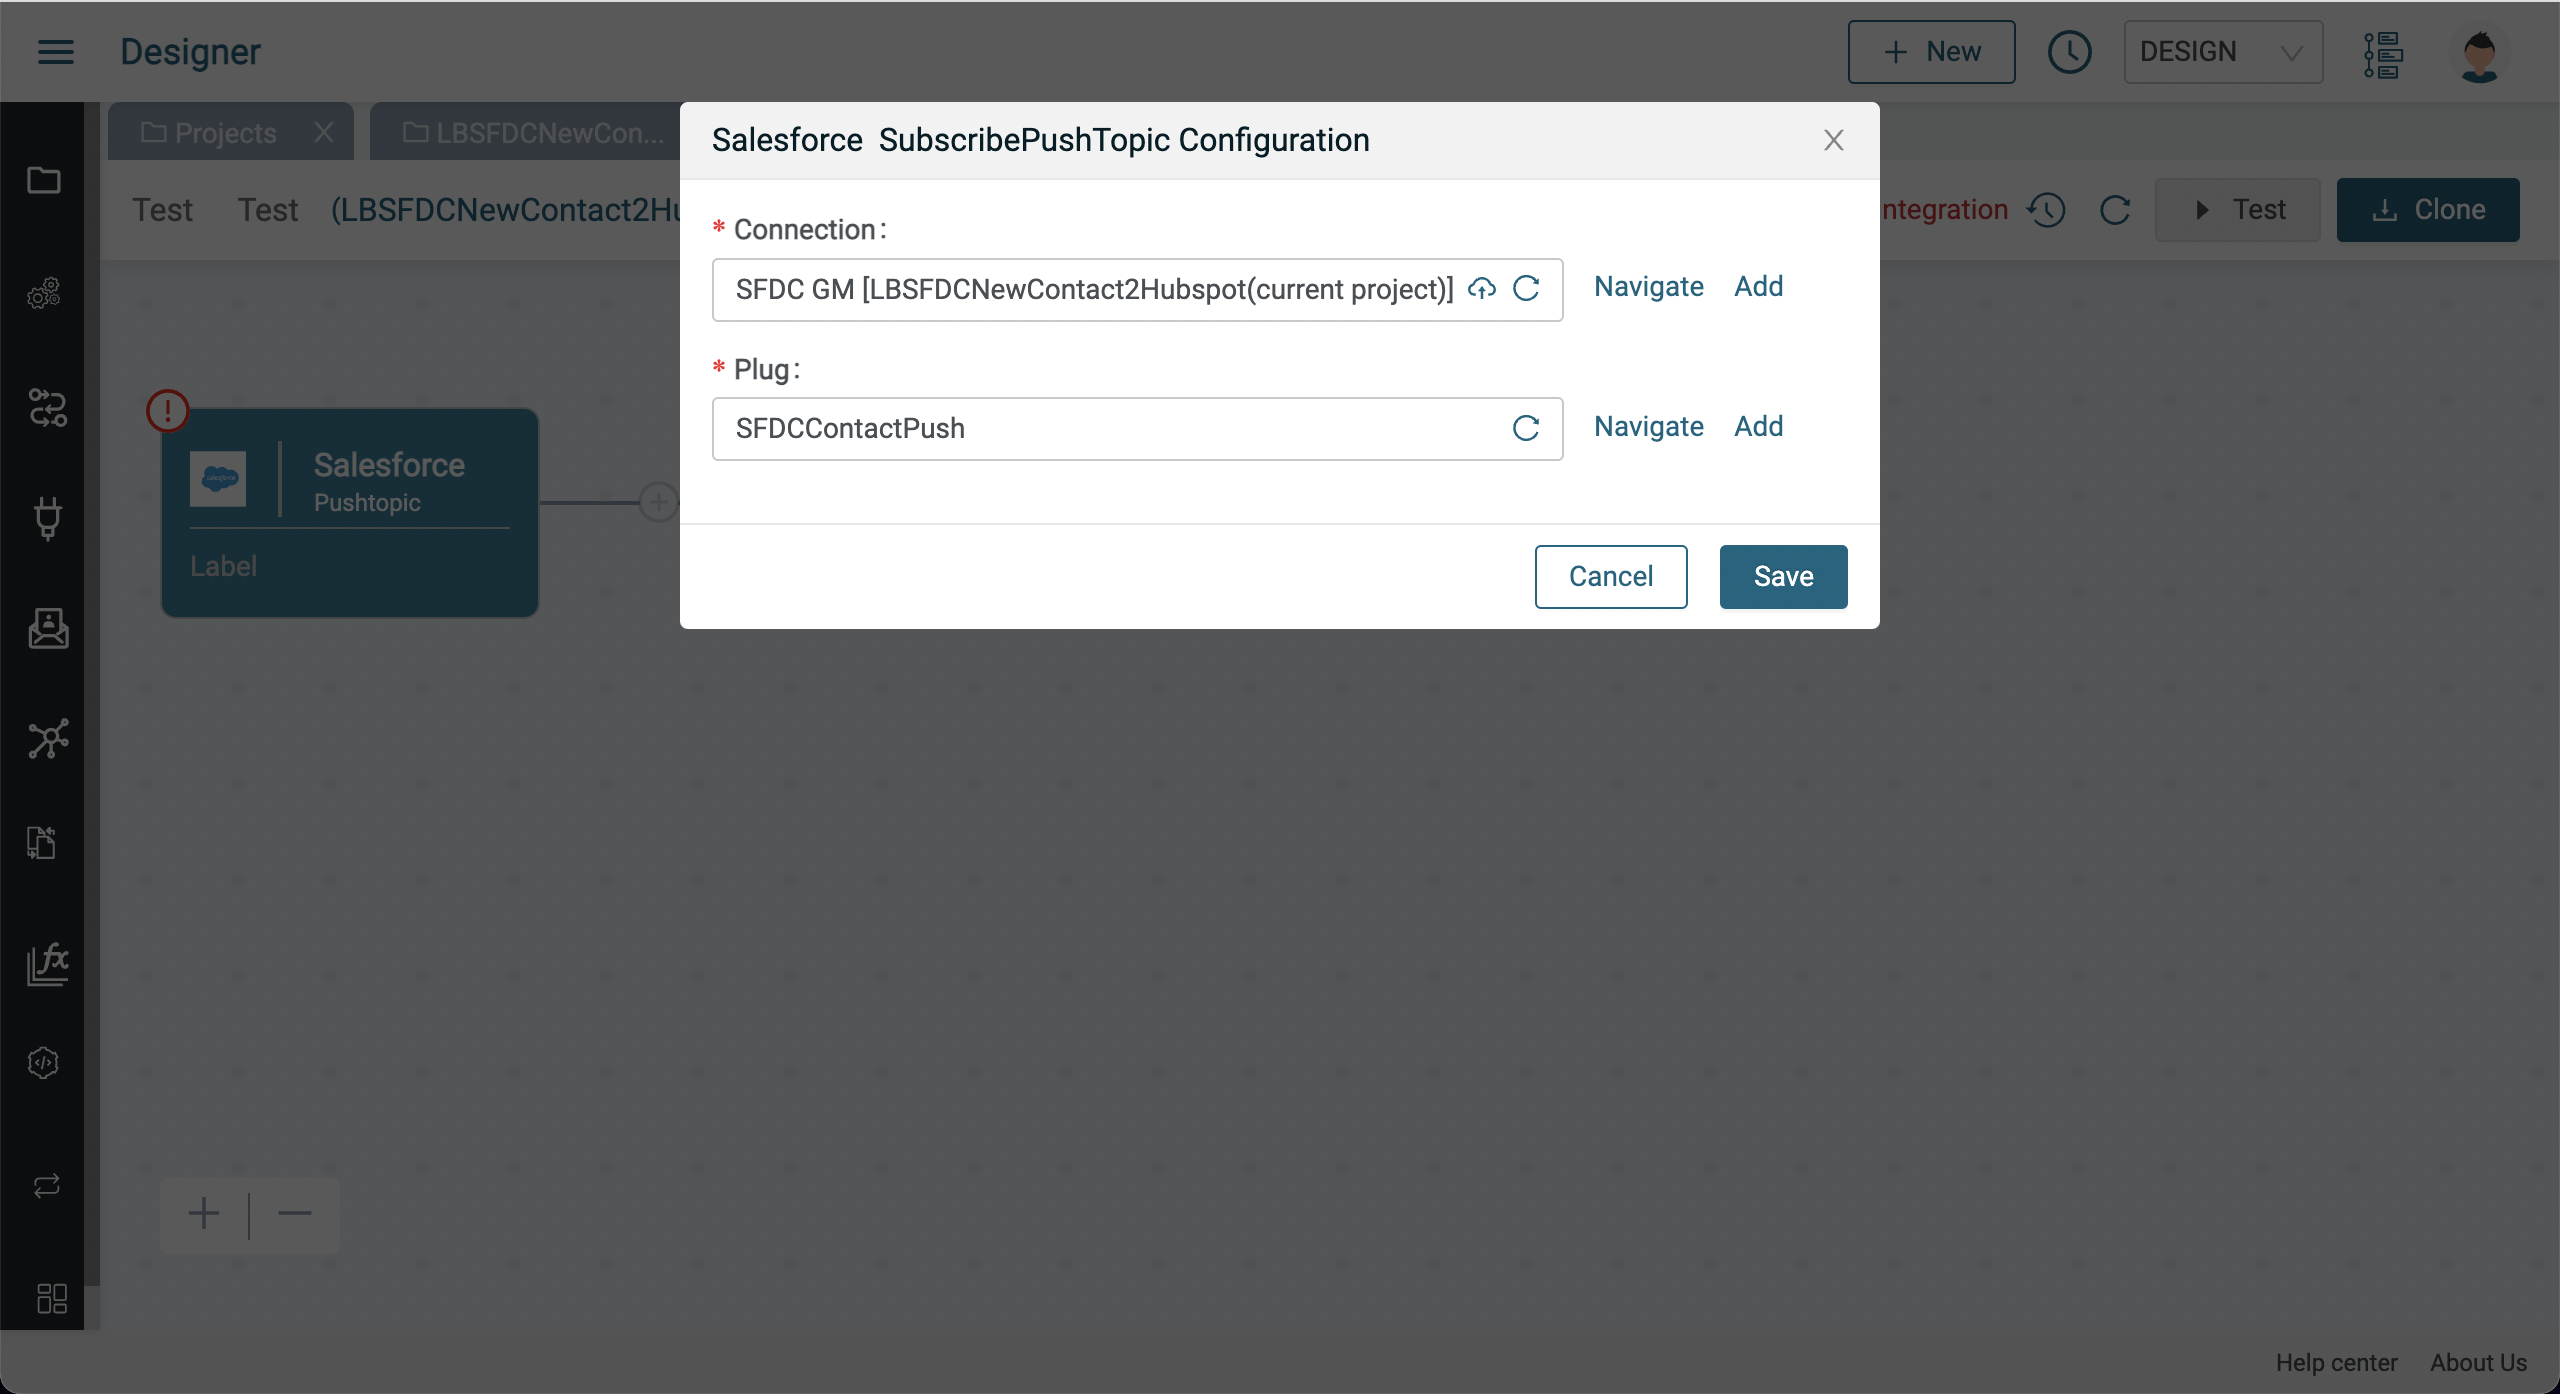 Designer
New
DESIGN
Projects
LBSFDCNewCon...
Salesforce SubscribePushTopic Configuration
Test Test (LBSFDCNewContact2Hu
ntegration
Test
Clone
* Connection:
SFDC GM [LBSFDCNewContact2Hubspot(current project)]
Navigate Add
* Plug:
SFDCContactPush
Navigate Add
Salesforce
Pushtopic
Label
Cancel
Save
fx
Help center
About Us